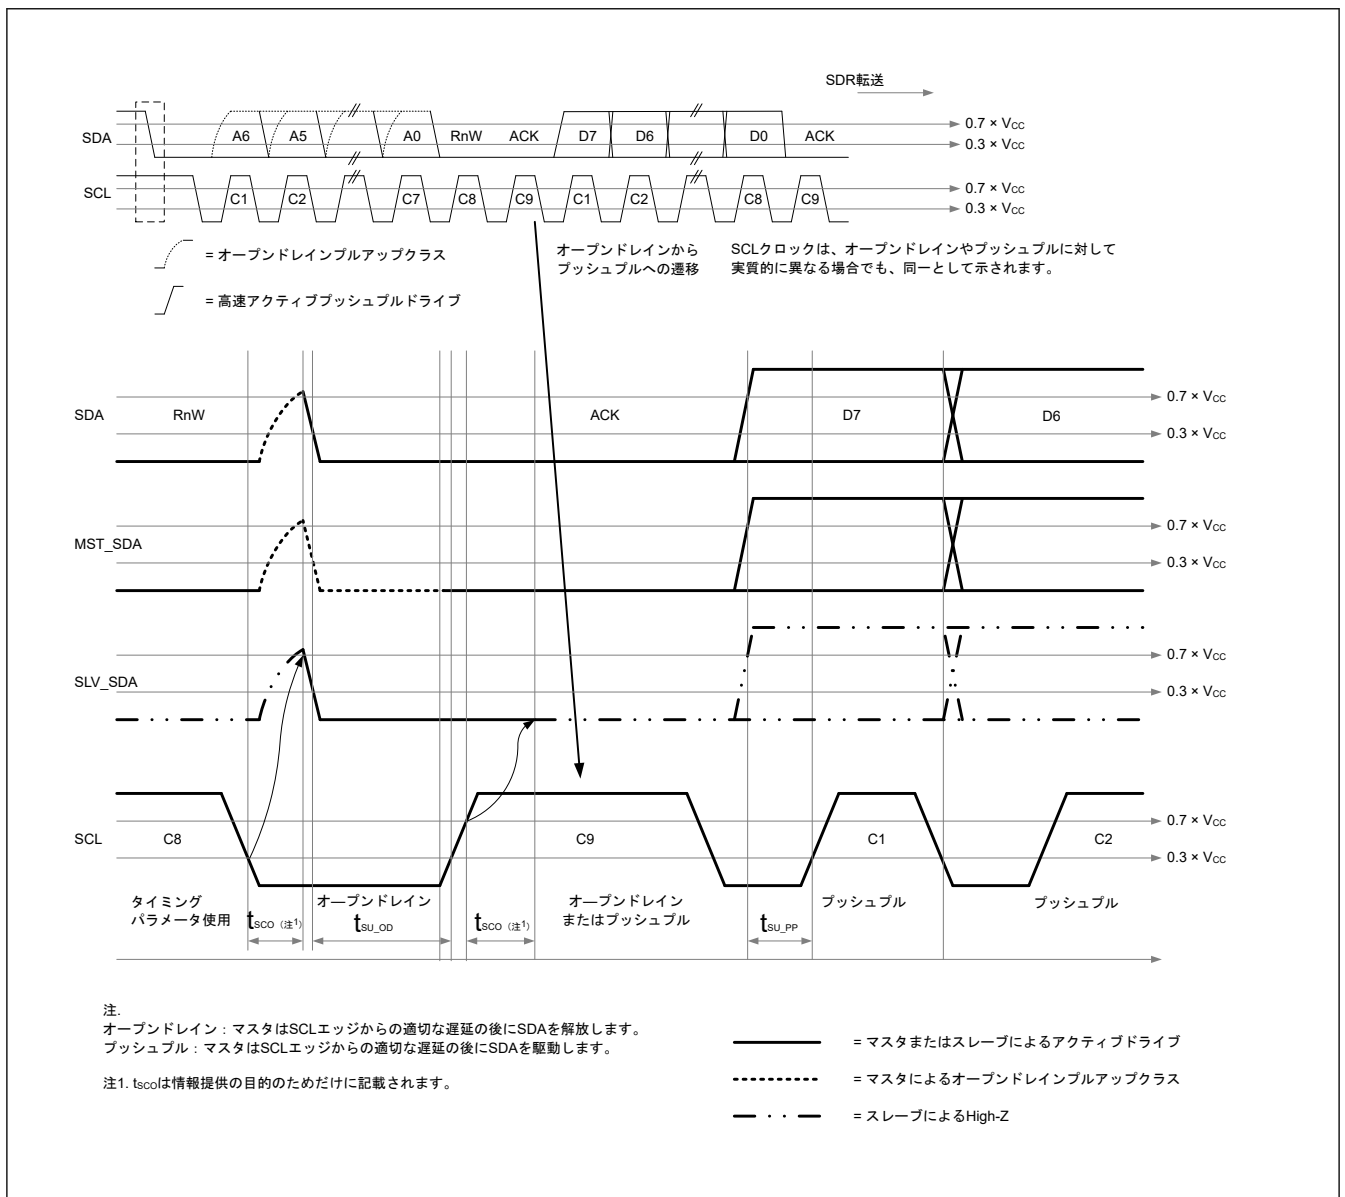 SDR転送
SDA
A6
A5
A0
RnW
ACK
D7
D6
D0
ACK
0.7 × VCC
0.3 × VCC
SCL
C1
C2
C7
C8
C9
C1
C2
C8
C9
0.7 × VCC
0.3 × VCC
= オープンドレインプルアップクラス
= 高速アクティブプッシュプルドライブ
オープンドレインから
プッシュプルへの遷移
SCLクロックは、オープンドレインやプッシュプルに対して
実質的に異なる場合でも、同一として示されます。
SDA
RnW
ACK
D7
D6
0.7 × VCC
0.3 × VCC
MST_SDA
0.7 × VCC
0.3 × VCC
SLV_SDA
0.7 × VCC
0.3 × VCC
SCL
C8
C9
C1
C2
0.7 × VCC
0.3 × VCC
タイミング
パラメータ使用
tSCO（注1）
オープンドレイン
tSU_OD
tSCO（注1）
オープンドレイン
またはプッシュプル
tSU_PP
プッシュプル
プッシュプル
注.
オープンドレイン：マスタはSCLエッジからの適切な遅延の後にSDAを解放します。
プッシュプル：マスタはSCLエッジからの適切な遅延の後にSDAを駆動します。
注1. tSCOは情報提供の目的のためだけに記載されます。
= マスタまたはスレーブによるアクティブドライブ
= マスタによるオープンドレインプルアップクラス
= スレーブによるHigh-Z